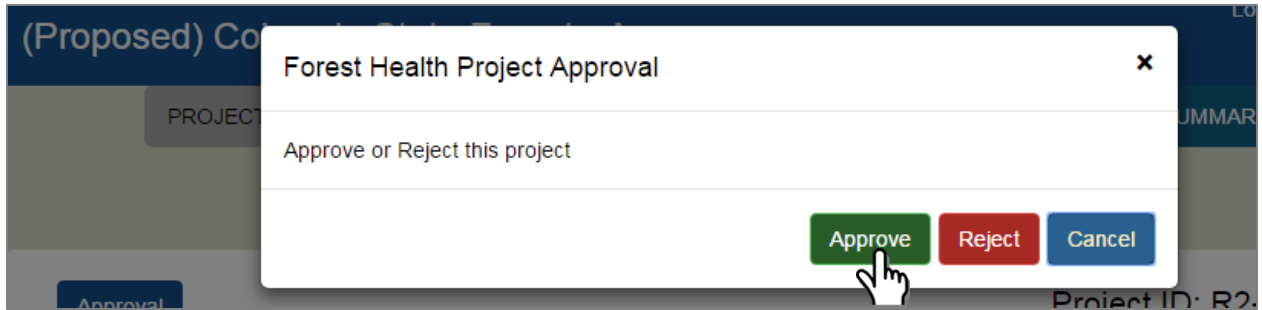 (Proposed) Co
Forest Health Project Approval
PROJECT
UMMAR
Approve or Reject this project
Approve Reject Cancel
Approval
Project ID: R2-